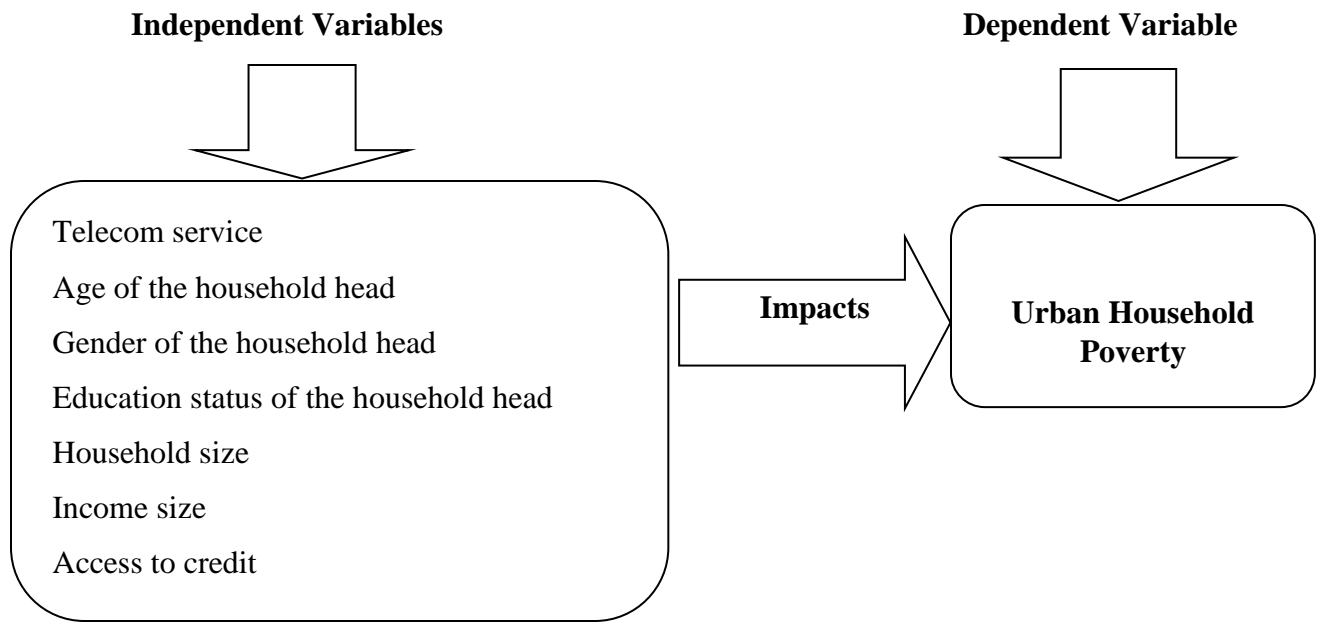 Independent Variables
Dependent Variable
Telecom service
Age of the household head
Gender of the household head
Education status of the household head
Household size
Income size
Access to credit
Impacts
Urban Household
Poverty